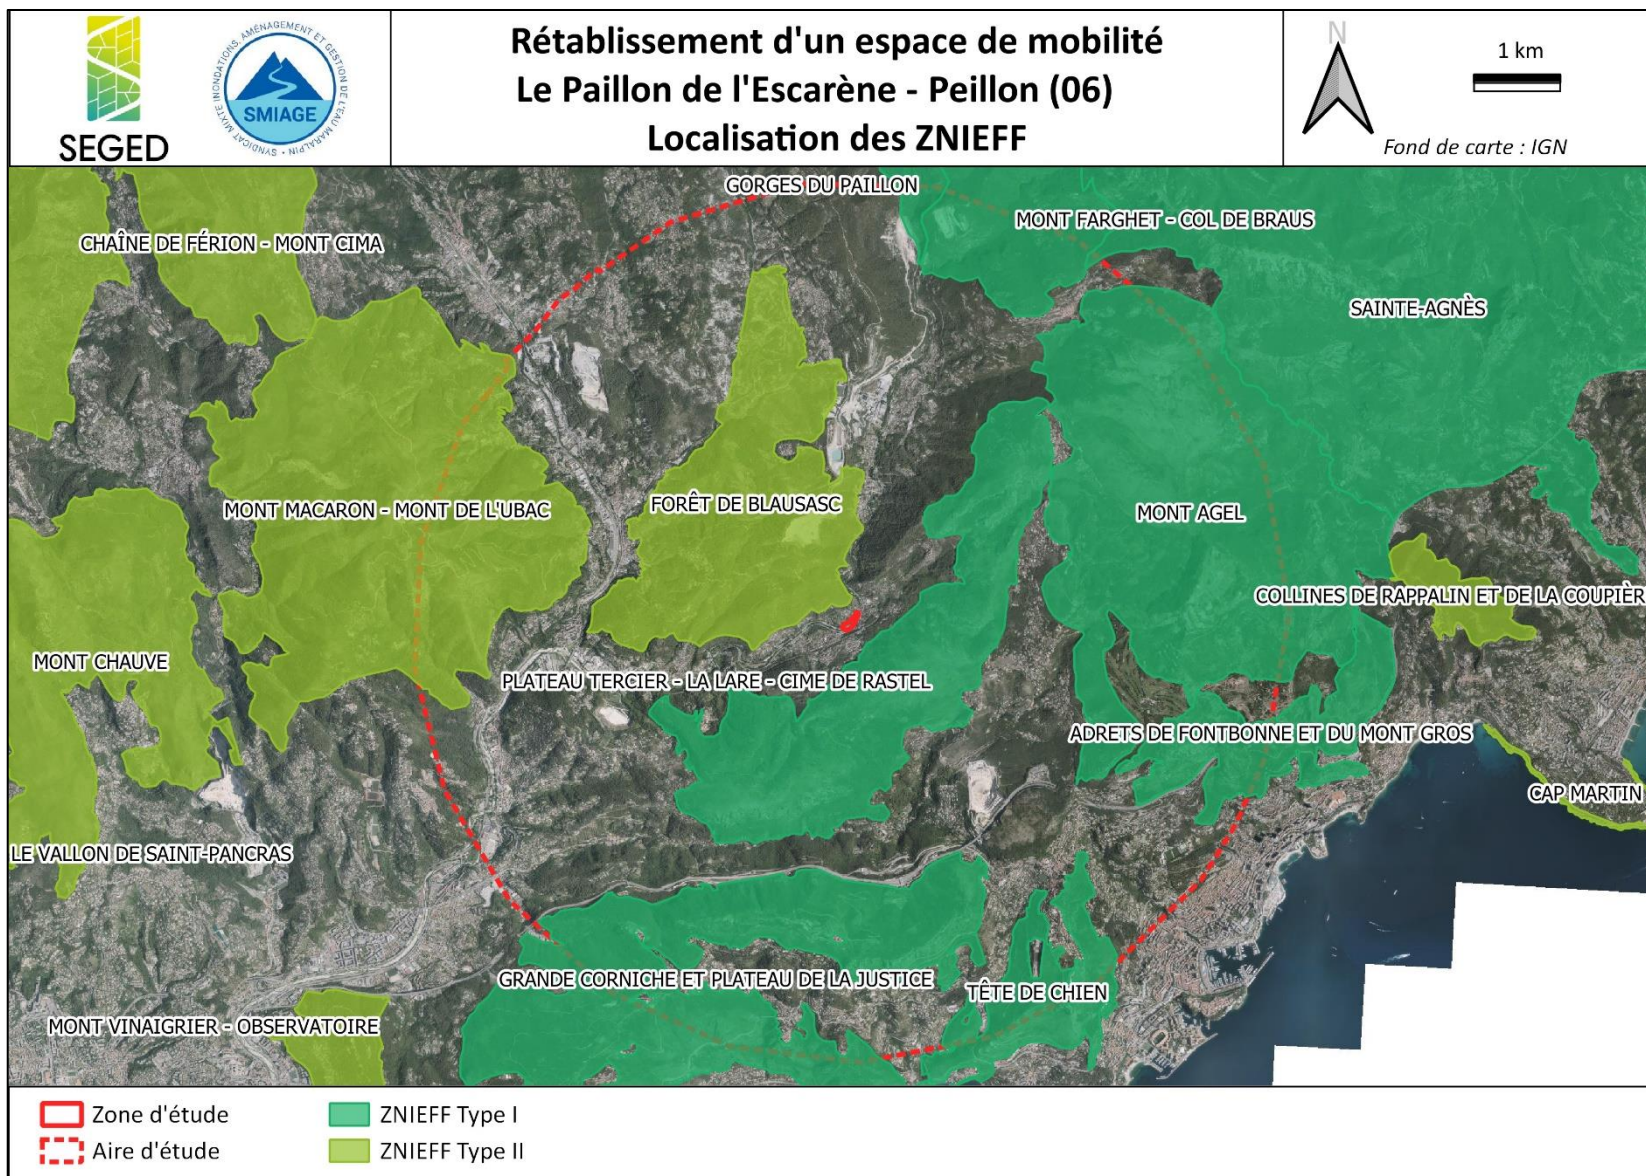 SEGED
SYNDICAT MIXTE INONDATIONS, AMÉNAGEMENT ET GESTION DE L'EAU MARALPIN
SMIAGE
Rétablissement d'un espace de mobilité
Le Paillon de l'Escarène - Peillon (06)
Localisation des ZNIEFF
N
1 km
Fond de carte : IGN
GORGES DU PAILLON
MONT FARGHET - COL DE BRAUS
CHAÎNE DE FÉRION - MONT CIMA
SAINTE-AGNÈS
MONT MACARON - MONT DE L'UBAC
FORÊT DE BLAUSASC
MONT AGEL
COLLINES DE RAPPALIN ET DE LA COUPIÈR
MONT CHAUVE
PLATEAU TERCIER - LA LARE - CIME DE RASTEL
ADRETS DE FONTBONNE ET DU MONT GROS
CAP MARTIN
LE VALLON DE SAINT-PANCRAS
GRANDE CORNICHE ET PLATEAU DE LA JUSTICE
TÊTE DE CHIEN
MONT VINAIGRIER - OBSERVATOIRE
Zone d'étude
ZNIEFF Type I
Aire d'étude
ZNIEFF Type II